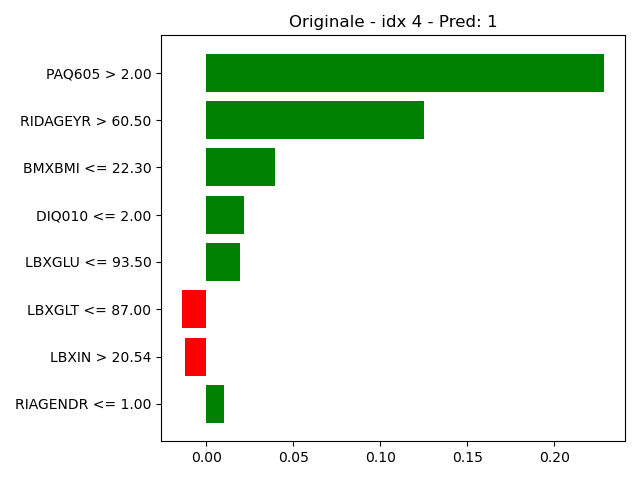 Originale - idx 4 - Pred: 1
PAQ605 > 2.00
RIDAGEYR > 60.50
BMXBMI <= 22.30
DIQ010 <= 2.00
LBXGLU <= 93.50
LBXGLT <= 87.00
LBXIN > 20.54
RIAGENDR <= 1.00
0.00 0.05 0.10 0.15 0.20